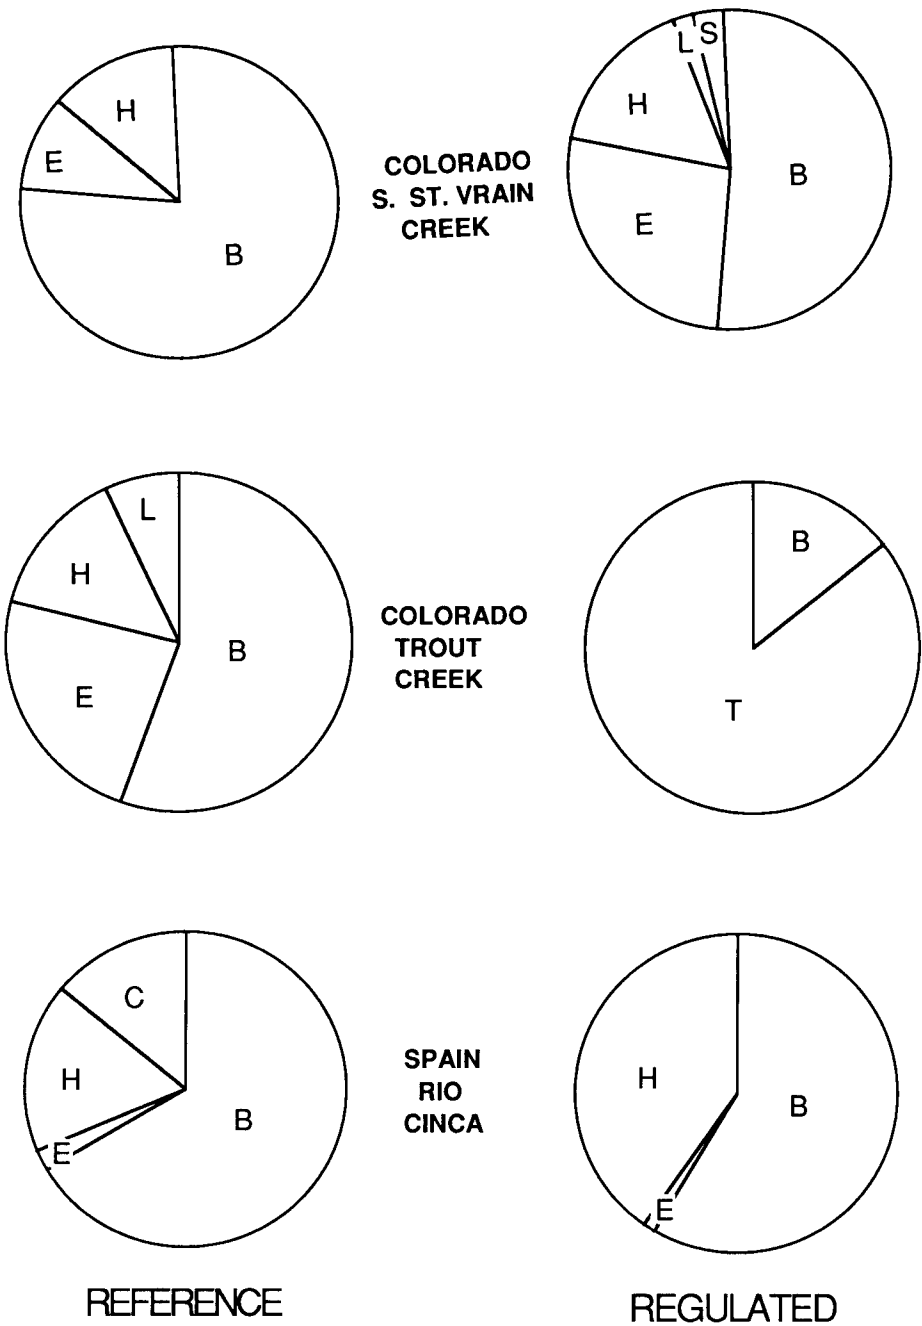 H
E
B
COLORADO
S. ST. VRAIN
CREEK
L S
H
B
E
L
H
B
E
COLORADO
TROUT
CREEK
B
T
C
H
B
E
SPAIN
RIO
CINCA
H
B
E
REFERENCE
REGULATED